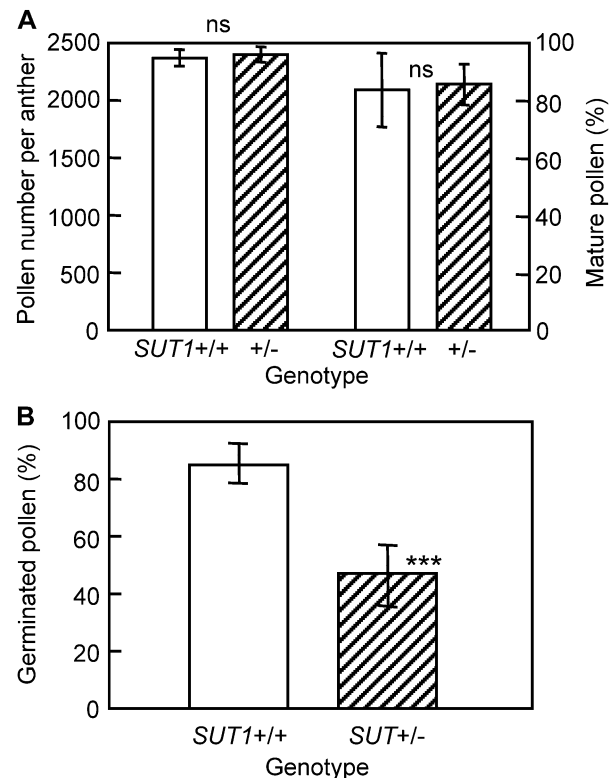 A
ns
2500
2000
1500
1000
500
0
Pollen number per anther
ns
100
80
60
40
20
0
Mature pollen (%)
SUT1+/+ +/- SUT1+/+ +/-
Genotype
B
100
80
60
40
20
0
Germinated pollen (%)
***
SUT1+/+ SUT+/-
Genotype